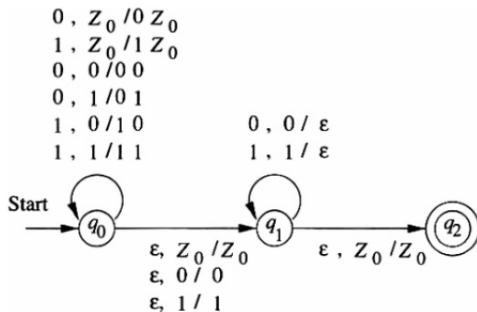 0 , Z₀ / 0 Z₀
1 , Z₀ / 1 Z₀
0 , 0 / 0 0
0 , 1 / 0 1
1 , 0 / 1 0
1 , 1 / 1 1
0 , 0 / ε
1 , 1 / ε
Start
q₀
q₁
q₂
ε , Z₀ / Z₀
ε , 0 / 0
ε , 1 / 1
ε , Z₀ / Z₀